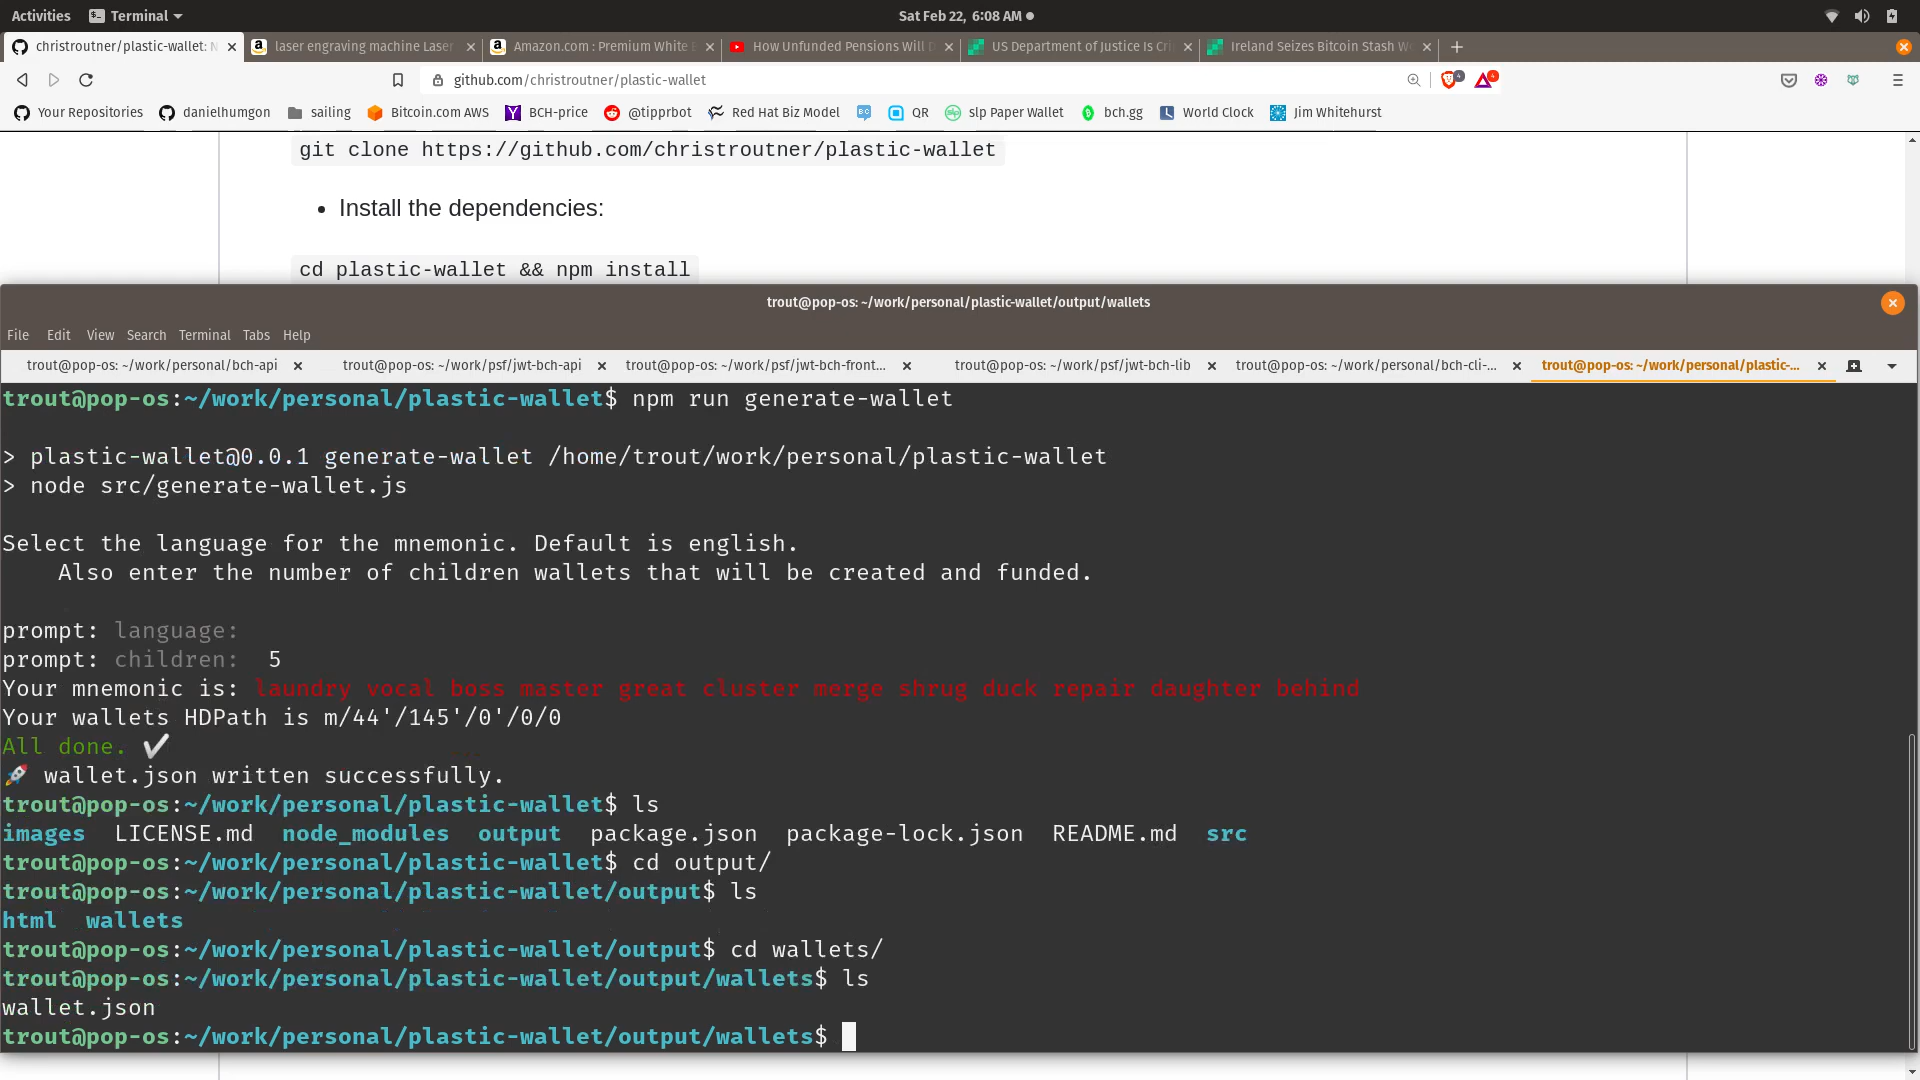 Activities Terminal Sat Feb 22, 6:08 AM
christroutner/plastic-wallet: N laser engraving machine Laser Amazon.com : Premium White How Unfunded Pensions Will D US Department of Justice Is Cri Ireland Seizes Bitcoin Stash W
github.com/christroutner/plastic-wallet 4 4
Your Repositories danielhumgon sailing Bitcoin.com AWS BCH-price @tipprbot Red Hat Biz Model QR slp Paper Wallet bch.gg World Clock Jim Whitehurst
git clone https://github.com/christroutner/plastic-wallet
• Install the dependencies:
cd plastic-wallet && npm install
trout@pop-os: ~/work/personal/plastic-wallet/output/wallets
File Edit View Search Terminal Tabs Help
trout@pop-os: ~/work/personal/bch-api trout@pop-os: ~/work/psf/jwt-bch-api trout@pop-os: ~/work/psf/jwt-bch-front... trout@pop-os: ~/work/psf/jwt-bch-lib trout@pop-os: ~/work/personal/bch-cli-... trout@pop-os: ~/work/personal/plastic-...
trout@pop-os:~/work/personal/plastic-wallet$ npm run generate-wallet
> plastic-wallet@0.0.1 generate-wallet /home/trout/work/personal/plastic-wallet
> node src/generate-wallet.js
Select the language for the mnemonic. Default is english.
Also enter the number of children wallets that will be created and funded.
prompt: language:
prompt: children: 5
Your mnemonic is: laundry vocal boss master great cluster merge shrug duck repair daughter behind
Your wallets HDPath is m/44'/145'/0'/0/0
All done. ✔
🚀 wallet.json written successfully.
trout@pop-os:~/work/personal/plastic-wallet$ ls
images LICENSE.md node_modules output package.json package-lock.json README.md src
trout@pop-os:~/work/personal/plastic-wallet$ cd output/
trout@pop-os:~/work/personal/plastic-wallet/output$ ls
html wallets
trout@pop-os:~/work/personal/plastic-wallet/output$ cd wallets/
trout@pop-os:~/work/personal/plastic-wallet/output/wallets$ ls
wallet.json
trout@pop-os:~/work/personal/plastic-wallet/output/wallets$